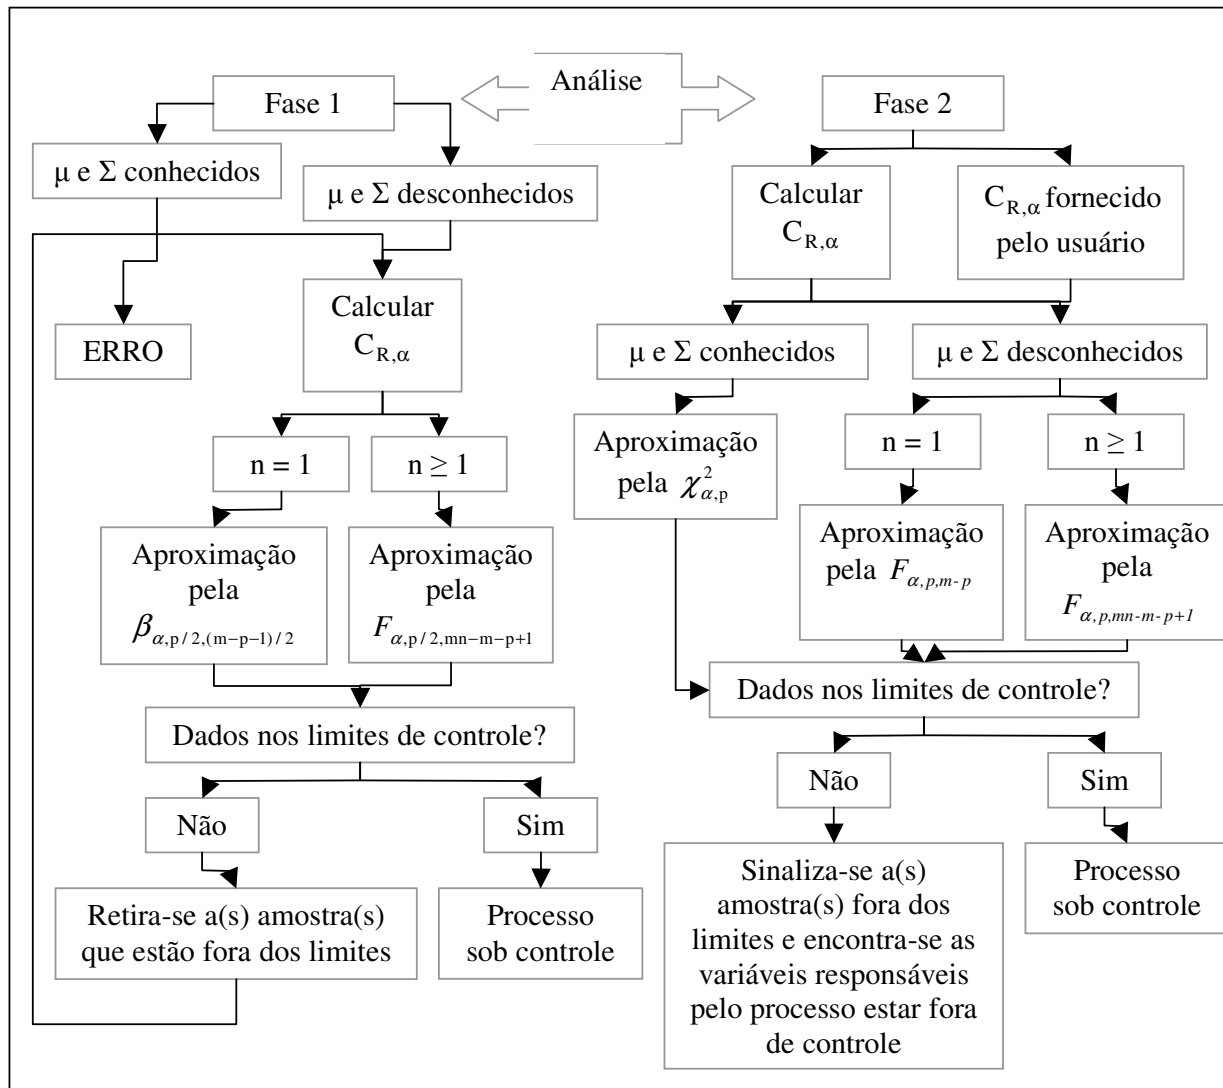 Análise
Fase 1
μ e Σ conhecidos
μ e Σ desconhecidos
ERRO
Calcular
C_{R,α}
n = 1
n ≥ 1
Aproximação
pela
β_{α,p/2,(m−p−1)/2}
Aproximação
pela
F_{α,p/2,mn−m−p+1}
Dados nos limites de controle?
Não
Sim
Retira-se a(s) amostra(s)
que estão fora dos limites
Processo
sob controle
Fase 2
Calcular
C_{R,α}
C_{R,α} fornecido
pelo usuário
μ e Σ conhecidos
μ e Σ desconhecidos
Aproximação
pela χ²_{α,p}
n = 1
n ≥ 1
Aproximação
pela F_{α,p,m-p}
Aproximação
pela
F_{α,p,mn-m-p+1}
Dados nos limites de controle?
Não
Sim
Sinaliza-se a(s)
amostra(s) fora dos
limites e encontra-se as
variáveis responsáveis
pelo processo estar fora
de controle
Processo
sob controle